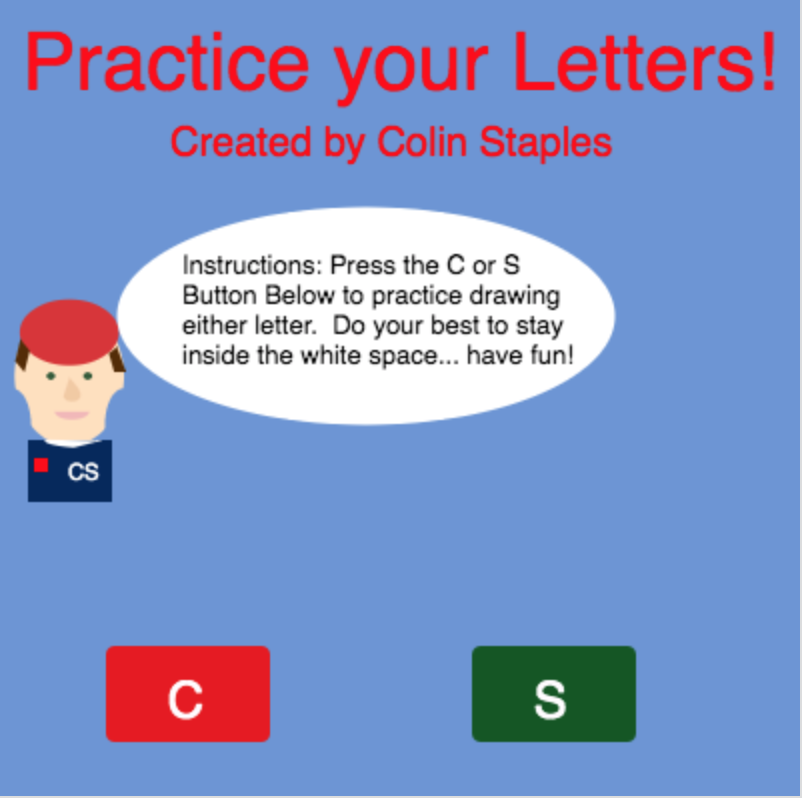 Practice your Letters!
Created by Colin Staples
Instructions: Press the C or S
Button Below to practice drawing
either letter.  Do your best to stay
inside the white space... have fun!
CS
C
S